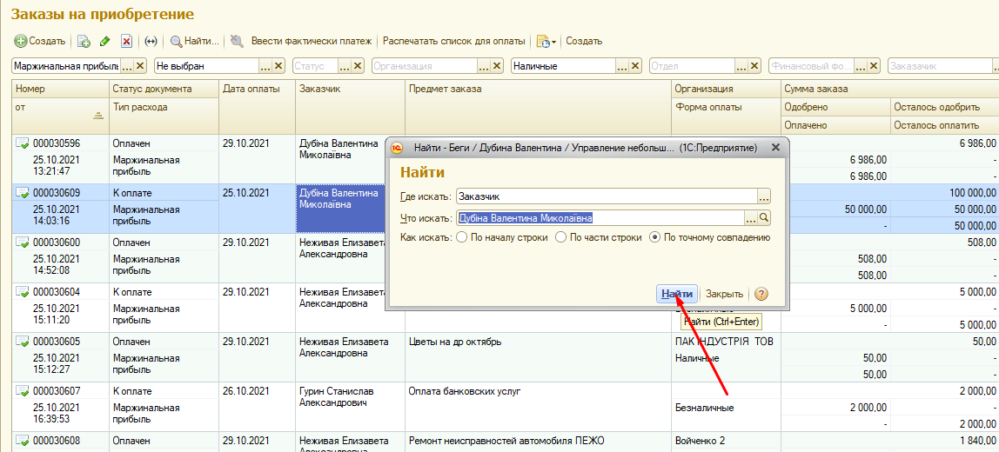 Заказы на приобретение
Создать Найти... Ввести фактически платеж Распечатать список для оплаты Создать
Маржинальная прибыль ... Не выбран ... Статус ... Организация ... Наличные ... Отдел ... Финансовый фо... ... Заказчик
Номер Статус документа Дата оплаты Заказчик Предмет заказа Организация Сумма заказа
от Тип расхода Форма оплаты Одобрено Осталось одобрить
Оплачено Осталось оплатить
000030596 Оплачен 29.10.2021 Дубіна Валентина Миколаївна 6 986,00
25.10.2021 13:21:47 Маржинальная прибыль 6 986,00 -
6 986,00 -
000030609 К оплате 25.10.2021 Дубіна Валентина Миколаївна 100 000,00
25.10.2021 14:03:16 Маржинальная прибыль 50 000,00 50 000,00
- 50 000,00
000030600 Оплачен 29.10.2021 Неживая Елизавета Александровна 508,00
25.10.2021 14:52:08 Маржинальная прибыль 508,00 -
508,00 -
000030604 К оплате 29.10.2021 Неживая Елизавета Александровна 5 000,00
25.10.2021 15:11:20 Маржинальная прибыль 5 000,00 -
- 5 000,00
000030605 Оплачен 29.10.2021 Неживая Елизавета Александровна Цветы на др октябрь ПАК ІНДУСТРІЯ ТОВ 50,00
25.10.2021 15:12:27 Маржинальная прибыль Наличные 50,00 -
50,00 -
000030607 К оплате 26.10.2021 Гурин Станислав Александрович Оплата банковских услуг 2 000,00
25.10.2021 16:39:53 Маржинальная прибыль Безналичные 2 000,00 -
- 2 000,00
000030608 Оплачен 29.10.2021 Неживая Елизавета Ремонт неисправностей автомобиля ПЕЖО Войченко 2 1 840,00
Найти - Беги / Дубина Валентина / Управление небольш... (1С:Предприятие)
Найти
Где искать: Заказчик ...
Что искать: Дубіна Валентина Миколаївна ...
Как искать: По началу строки По части строки По точному совпадению
Найти Закрыть ?
Найти (Ctrl+Enter)